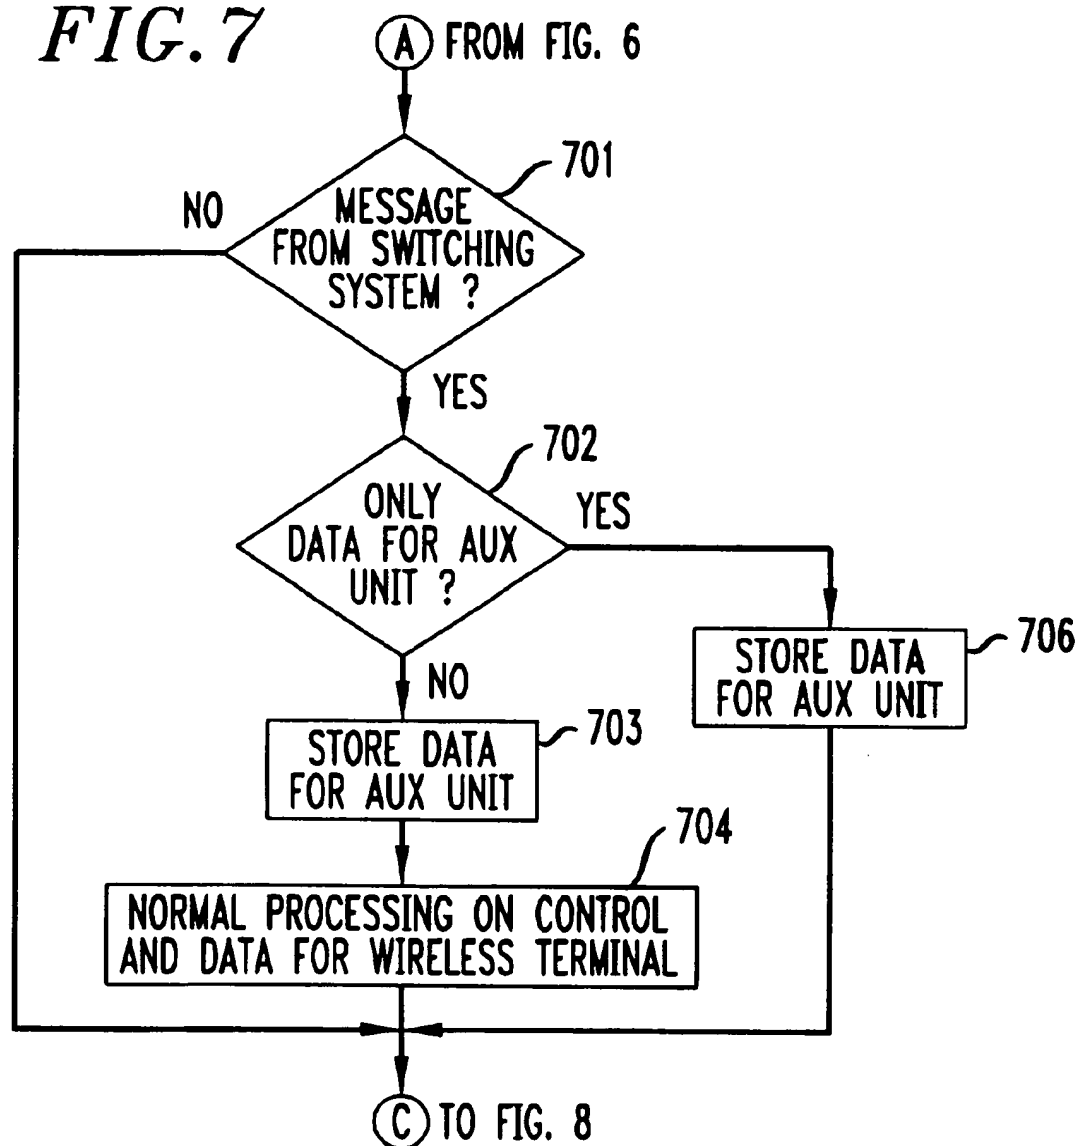 FIG. 7
A FROM FIG. 6
701
MESSAGE
FROM SWITCHING
SYSTEM ?
NO
YES
702
ONLY
DATA FOR AUX
UNIT ?
YES
NO
703
STORE DATA
FOR AUX UNIT
706
STORE DATA
FOR AUX UNIT
704
NORMAL PROCESSING ON CONTROL
AND DATA FOR WIRELESS TERMINAL
C TO FIG. 8